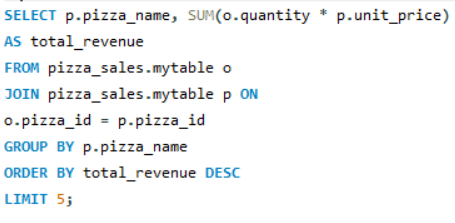 SELECT p.pizza_name, SUM(o.quantity * p.unit_price)
AS total_revenue
FROM pizza_sales.mytable o
JOIN pizza_sales.mytable p ON
o.pizza_id = p.pizza_id
GROUP BY p.pizza_name
ORDER BY total_revenue DESC
LIMIT 5;